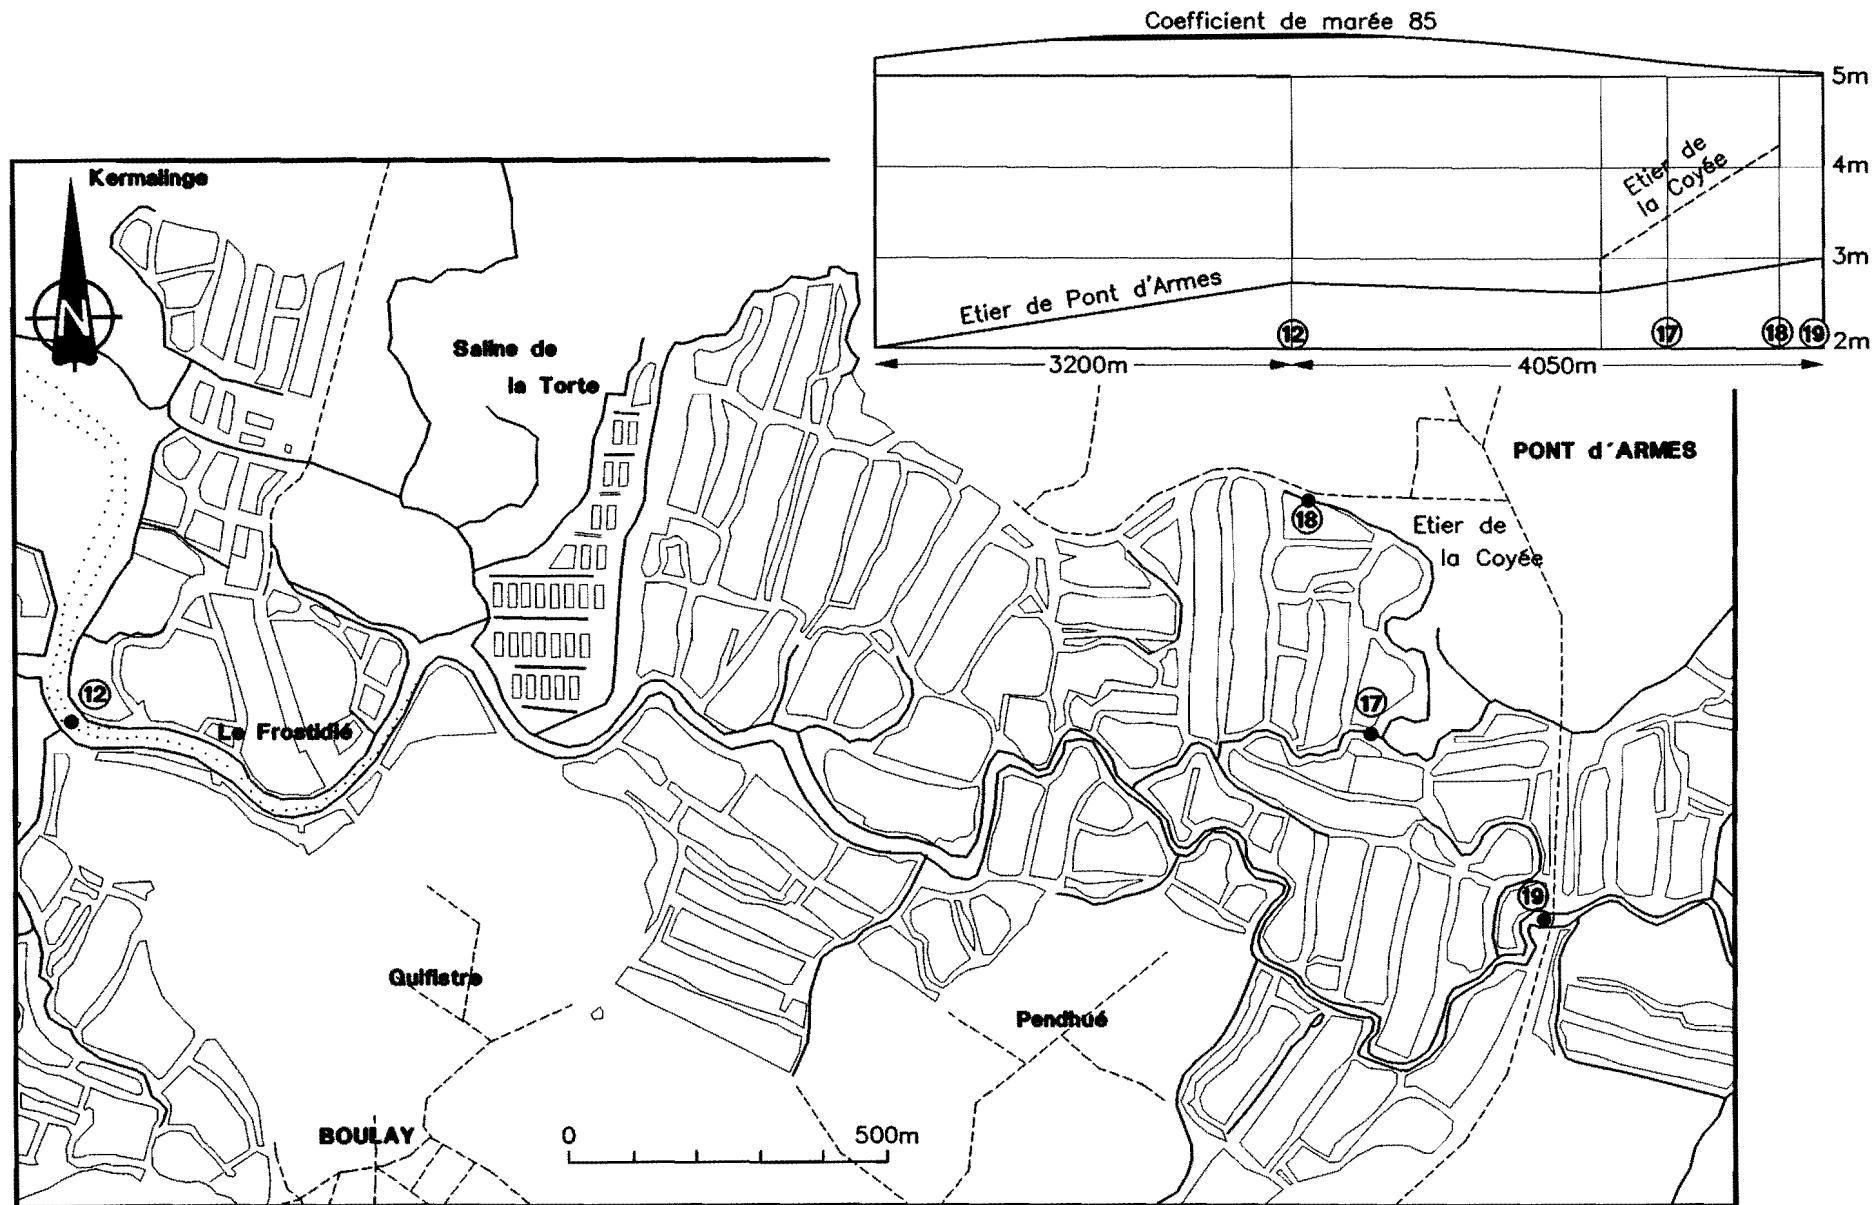 Coefficient de marée 85
5m
4m
3m
2m
Etier de
la Coyée
Etier de Pont d'Armes
12
17
18
19
3200m
4050m
Kermalinge
N
Saline de
la Torte
PONT d'ARMES
18
Etier de
la Coyée
17
12
Le Frostidié
19
Quifistre
Pendhué
BOULAY
0
500m